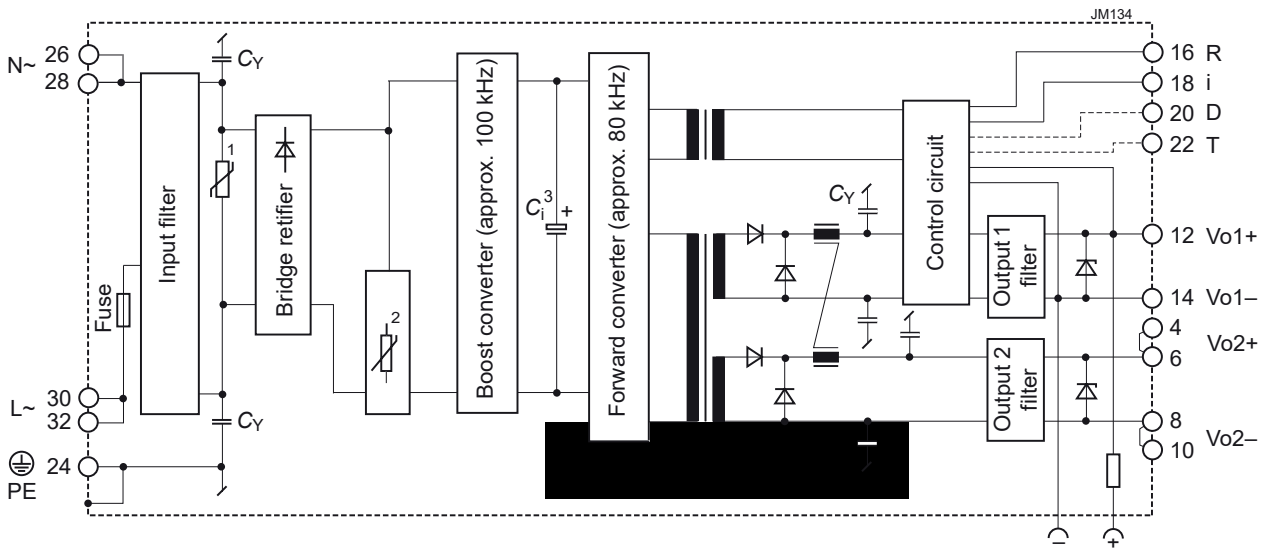 JM134
N~ 26
28
CY
Input filter
Fuse
1
Bridge retifier
2
Boost converter (approx. 100 kHz)
Ci3 +
Forward converter (approx. 80 kHz)
CY
Control circuit
Output 1
filter
Output 2
filter
16 R
18 i
20 D
22 T
12 Vo1+
14 Vo1–
4
Vo2+
6
8
Vo2–
10
L~ 30
32
CY
24
PE
–
+